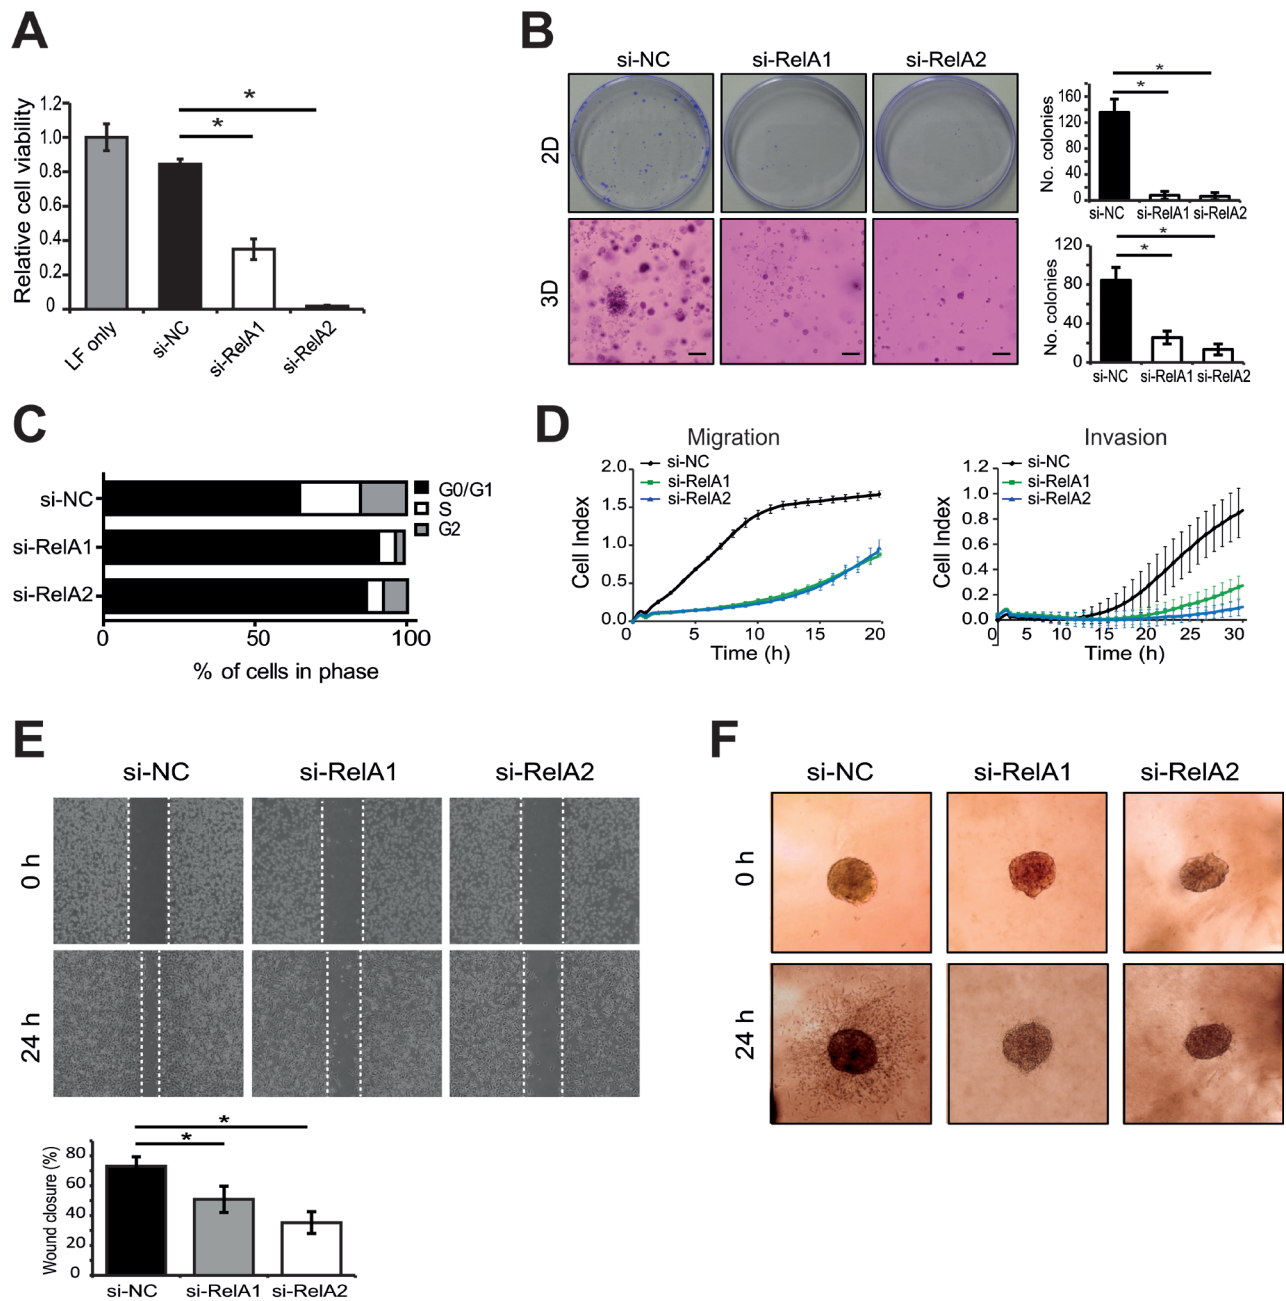 A
Relative cell viability
1.2
1.0
0.8
0.6
0.4
0.2
0
*
*
LF only
si-NC
si-RelA1
si-RelA2
B
si-NC
si-RelA1
si-RelA2
2D
3D
No. colonies
160
120
80
40
0
*
*
si-NC
si-RelA1
si-RelA2
No. colonies
120
80
40
0
*
*
si-NC
si-RelA1
si-RelA2
C
si-NC
si-RelA1
si-RelA2
G0/G1
S
G2
0
50
100
% of cells in phase
D
Migration
si-NC
si-RelA1
si-RelA2
Cell Index
2.0
1.5
1.0
0.5
0.0
0
5
10
15
20
Time (h)
Invasion
si-NC
si-RelA1
si-RelA2
Cell Index
1.2
1.0
0.8
0.6
0.4
0.2
0.0
0
5
10
15
20
25
30
Time (h)
E
si-NC
si-RelA1
si-RelA2
0 h
24 h
Wound closure (%)
80
60
40
20
0
*
*
si-NC
si-RelA1
si-RelA2
F
si-NC
si-RelA1
si-RelA2
0 h
24 h